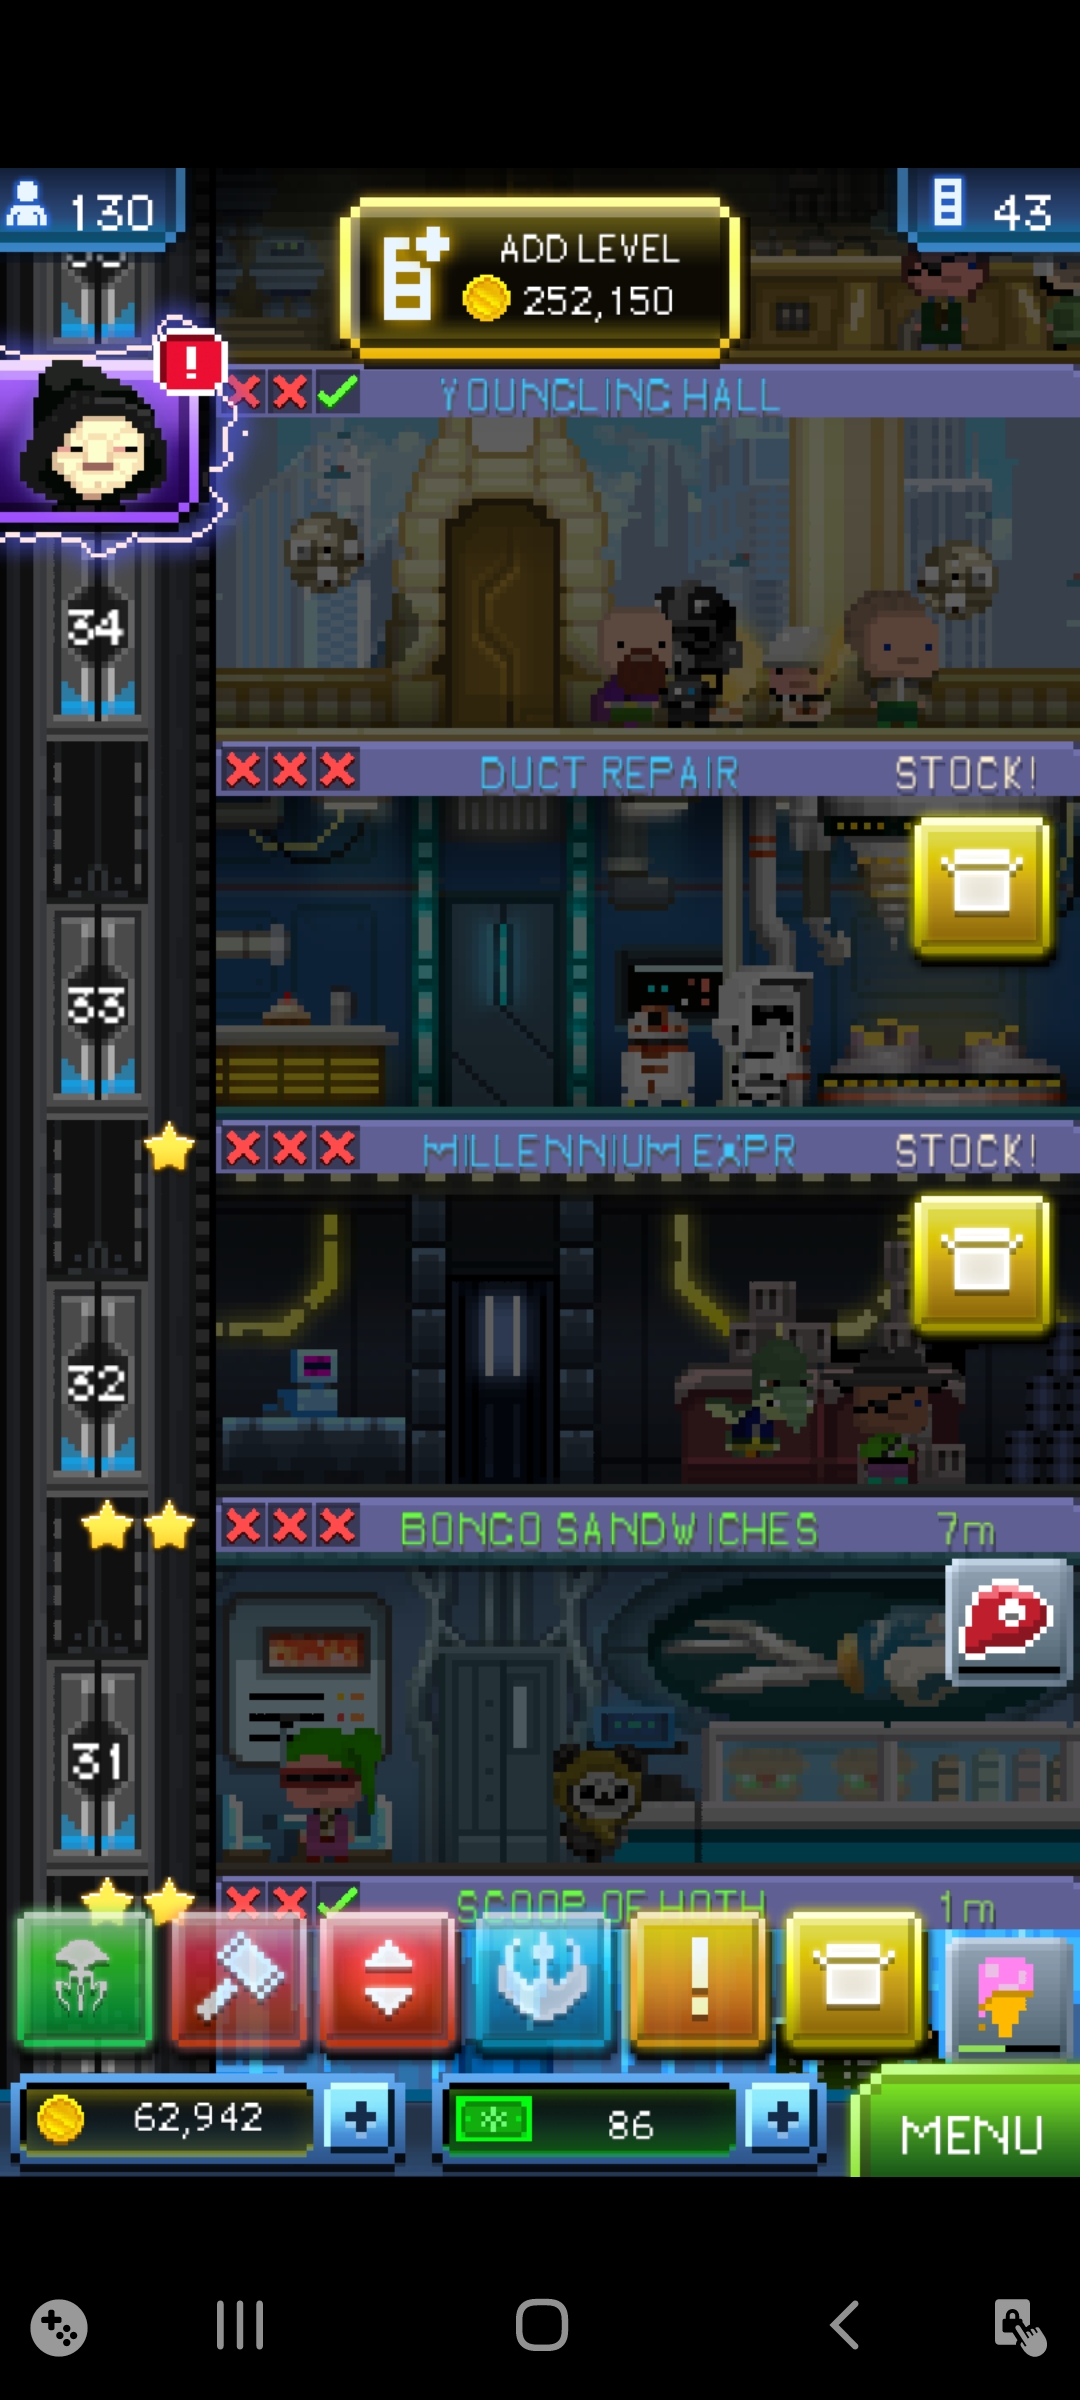 130
ADD LEVEL
252,150
43
!
YOUNGLING HALL
34
DUCT REPAIR STOCK!
33
MILLENNIUM EXPR STOCK!
32
BONGO SANDWICHES 7m
31
SCOOP OF HOTH 1m
!
62,942
+
86
+
MENU